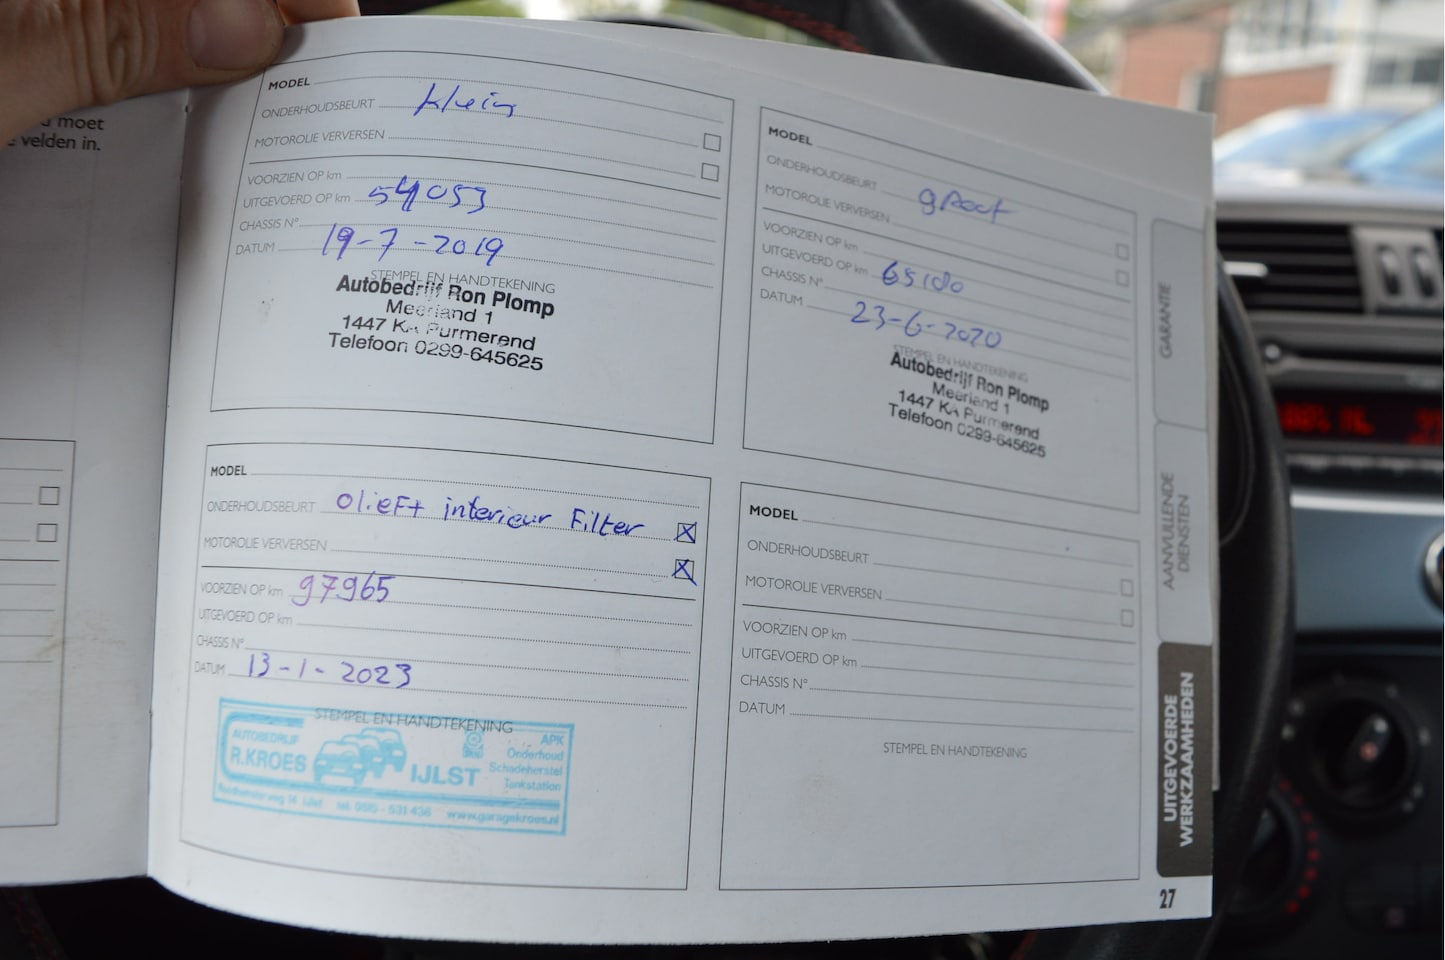 moet
velden in.
MODEL
ONDERHOUDSBEURT klein
MOTOROLIE VERVERSEN
VOORZIEN OP km
UITGEVOERD OP km 54053
CHASSIS N°
DATUM 19-7-2019
STEMPEL EN HANDTEKENING
Autobedrijf Ron Plomp
Meerland 1
1447 KA Purmerend
Telefoon 0299-645625
MODEL
ONDERHOUDSBEURT
MOTOROLIE VERVERSEN groot
VOORZIEN OP km
UITGEVOERD OP km 65100
CHASSIS N°
DATUM 23-6-2020
STEMPEL EN HANDTEKENING
Autobedrijf Ron Plomp
Meerland 1
1447 KA Purmerend
Telefoon 0299-645625
MODEL
ONDERHOUDSBEURT olieF+ interieur Filter
MOTOROLIE VERVERSEN
VOORZIEN OP km 97965
UITGEVOERD OP km
CHASSIS N°
DATUM 13-1-2023
STEMPEL EN HANDTEKENING
AUTOBEDRIJF
R.KROES
IJLST
APK
Onderhoud
Schadeherstel
Tankstation
14 IJlst tel. 0515 - 531 436 www.garagekroes.nl
MODEL
ONDERHOUDSBEURT
MOTOROLIE VERVERSEN
VOORZIEN OP km
UITGEVOERD OP km
CHASSIS N°
DATUM
STEMPEL EN HANDTEKENING
GARANTIE
AANVULLENDE
DIENSTEN
UITGEVOERDE
WERKZAAMHEDEN
27